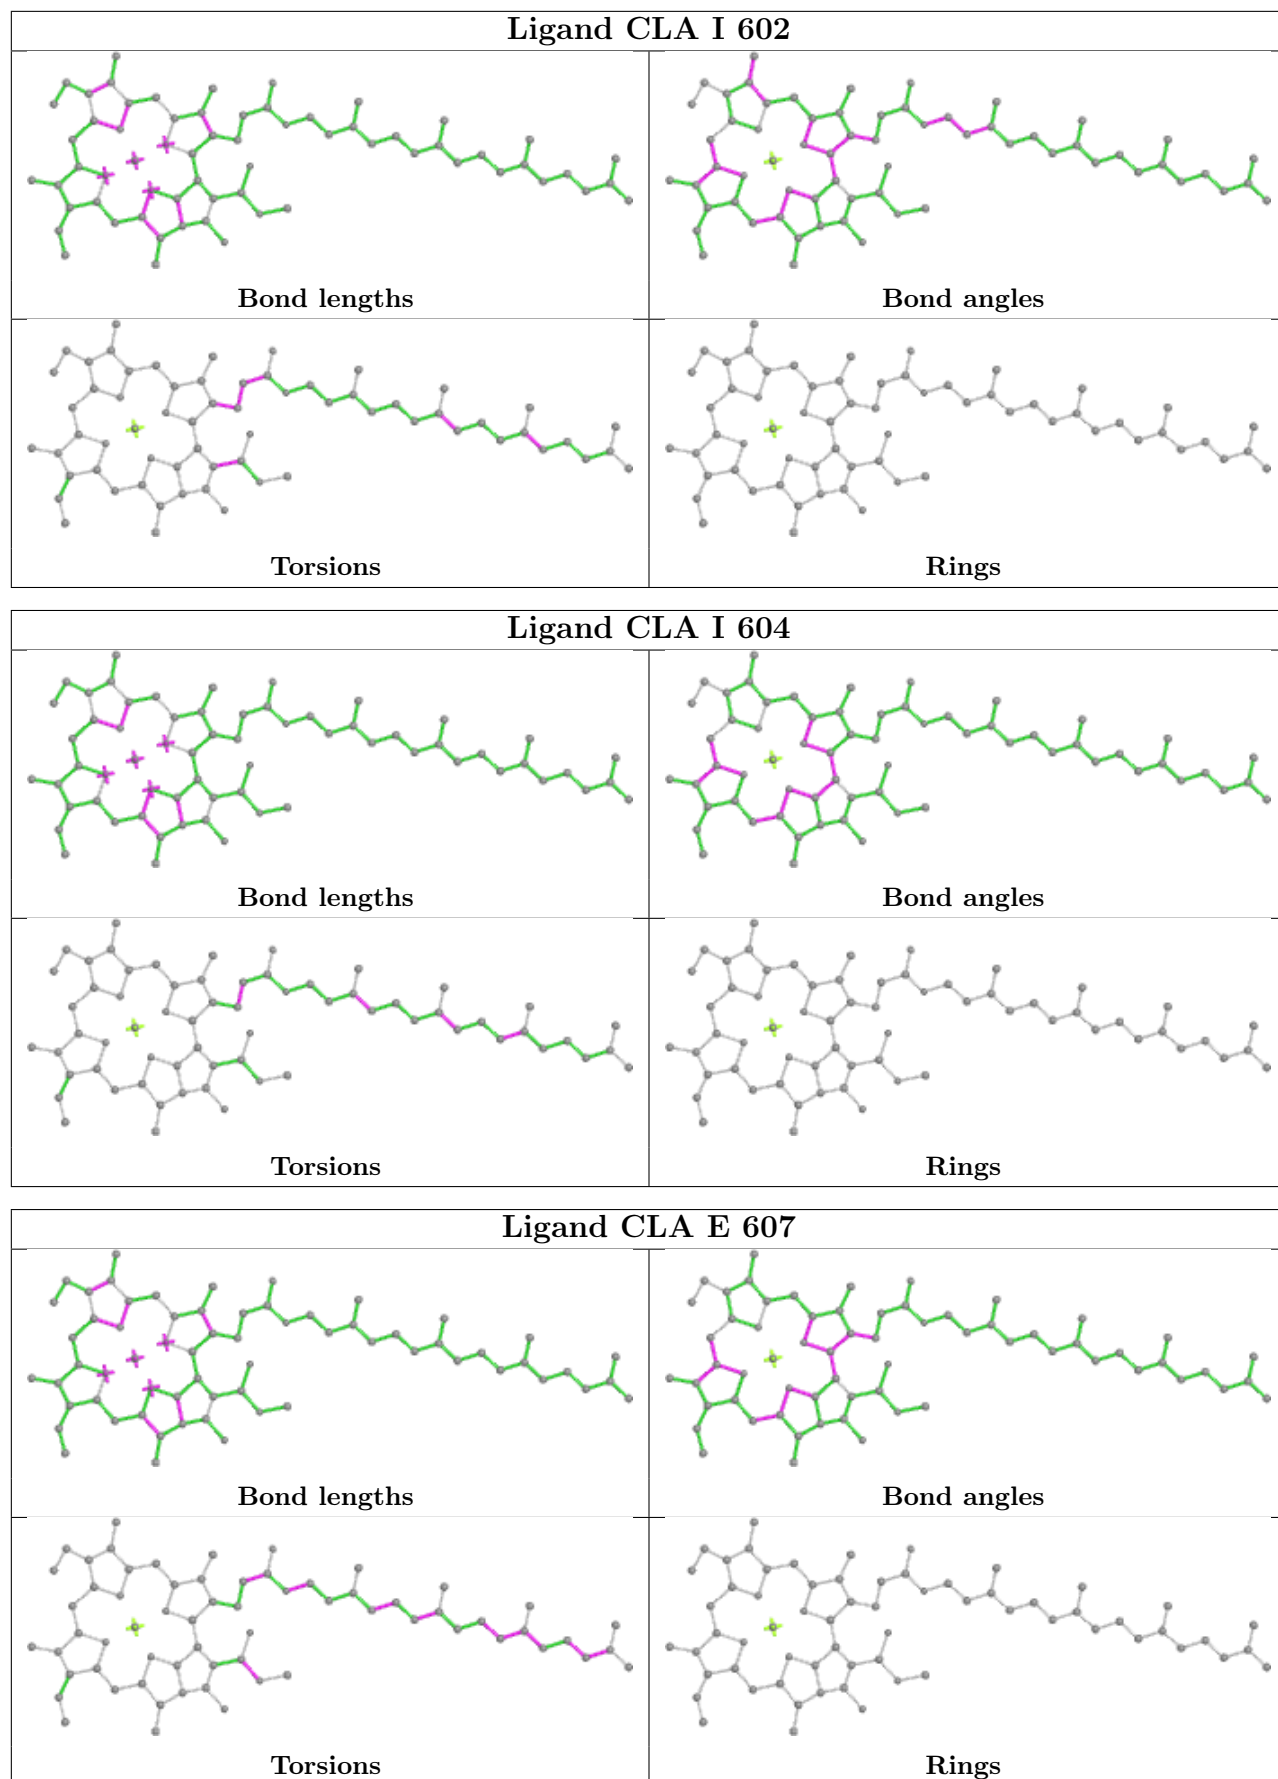 Ligand CLA I 602
Bond lengths
Bond angles
Torsions
Rings
Ligand CLA I 604
Bond lengths
Bond angles
Torsions
Rings
Ligand CLA E 607
Bond lengths
Bond angles
Torsions
Rings